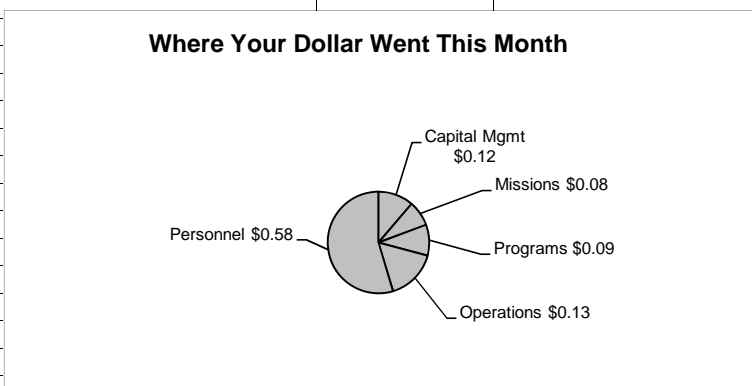 Where Your Dollar Went This Month
Capital Mgmt
$0.12
Missions $0.08
Personnel $0.58
Programs $0.09
Operations $0.13